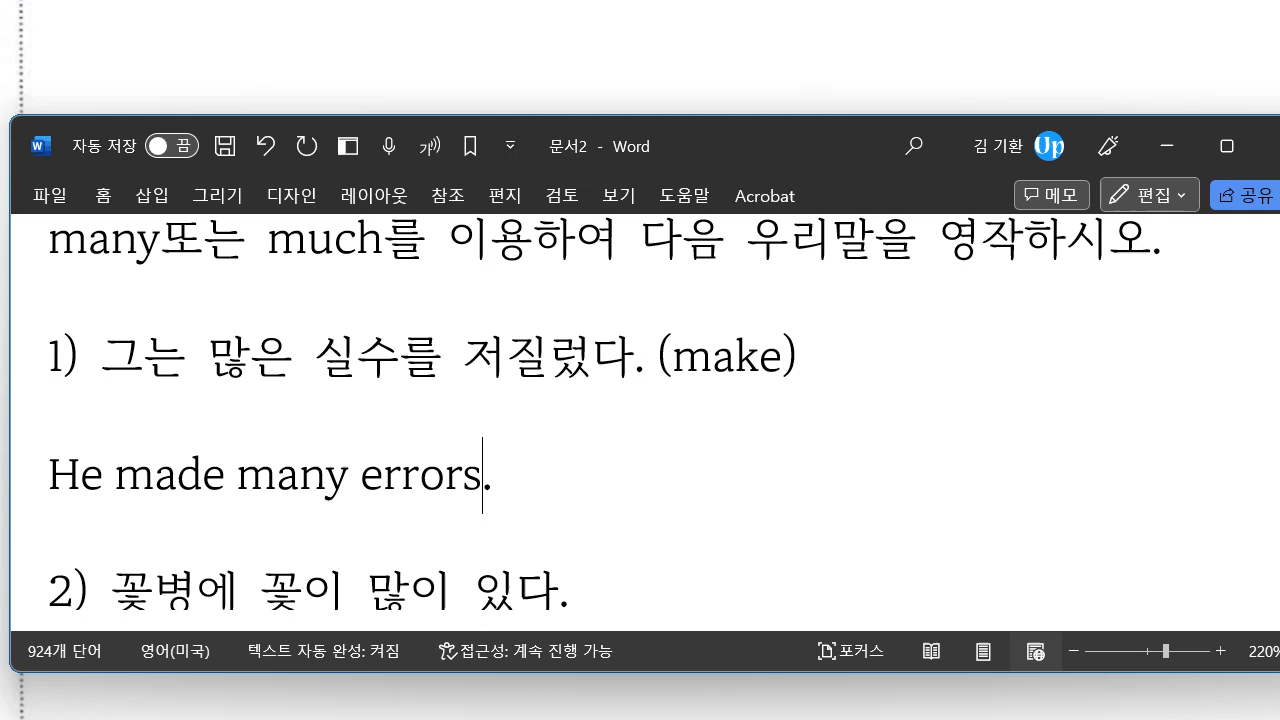 자동 저장 끔 문서2 - Word 김 기환 Up
파일 홈 삽입 그리기 디자인 레이아웃 참조 편지 검토 보기 도움말 Acrobat 메모 편집 공유
many또는 much를 이용하여 다음 우리말을 영작하시오.
1) 그는 많은 실수를 저질렀다. (make)
He made many errors.
2) 꽃병에 꽃이 많이 있다.
924개 단어 영어(미국) 텍스트 자동 완성: 켜짐 접근성: 계속 진행 가능 포커스 220%